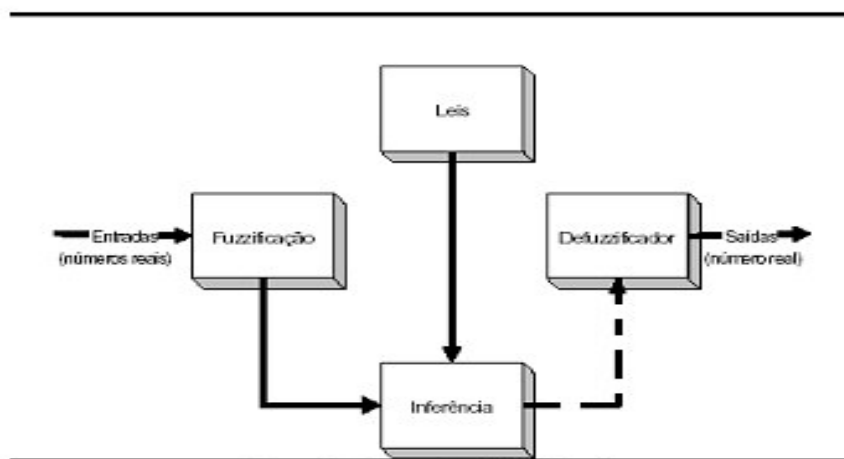 Leis
Entradas
(números reais)
Fuzzificação
Defuzzificador
Saídas
(número real)
Inferência